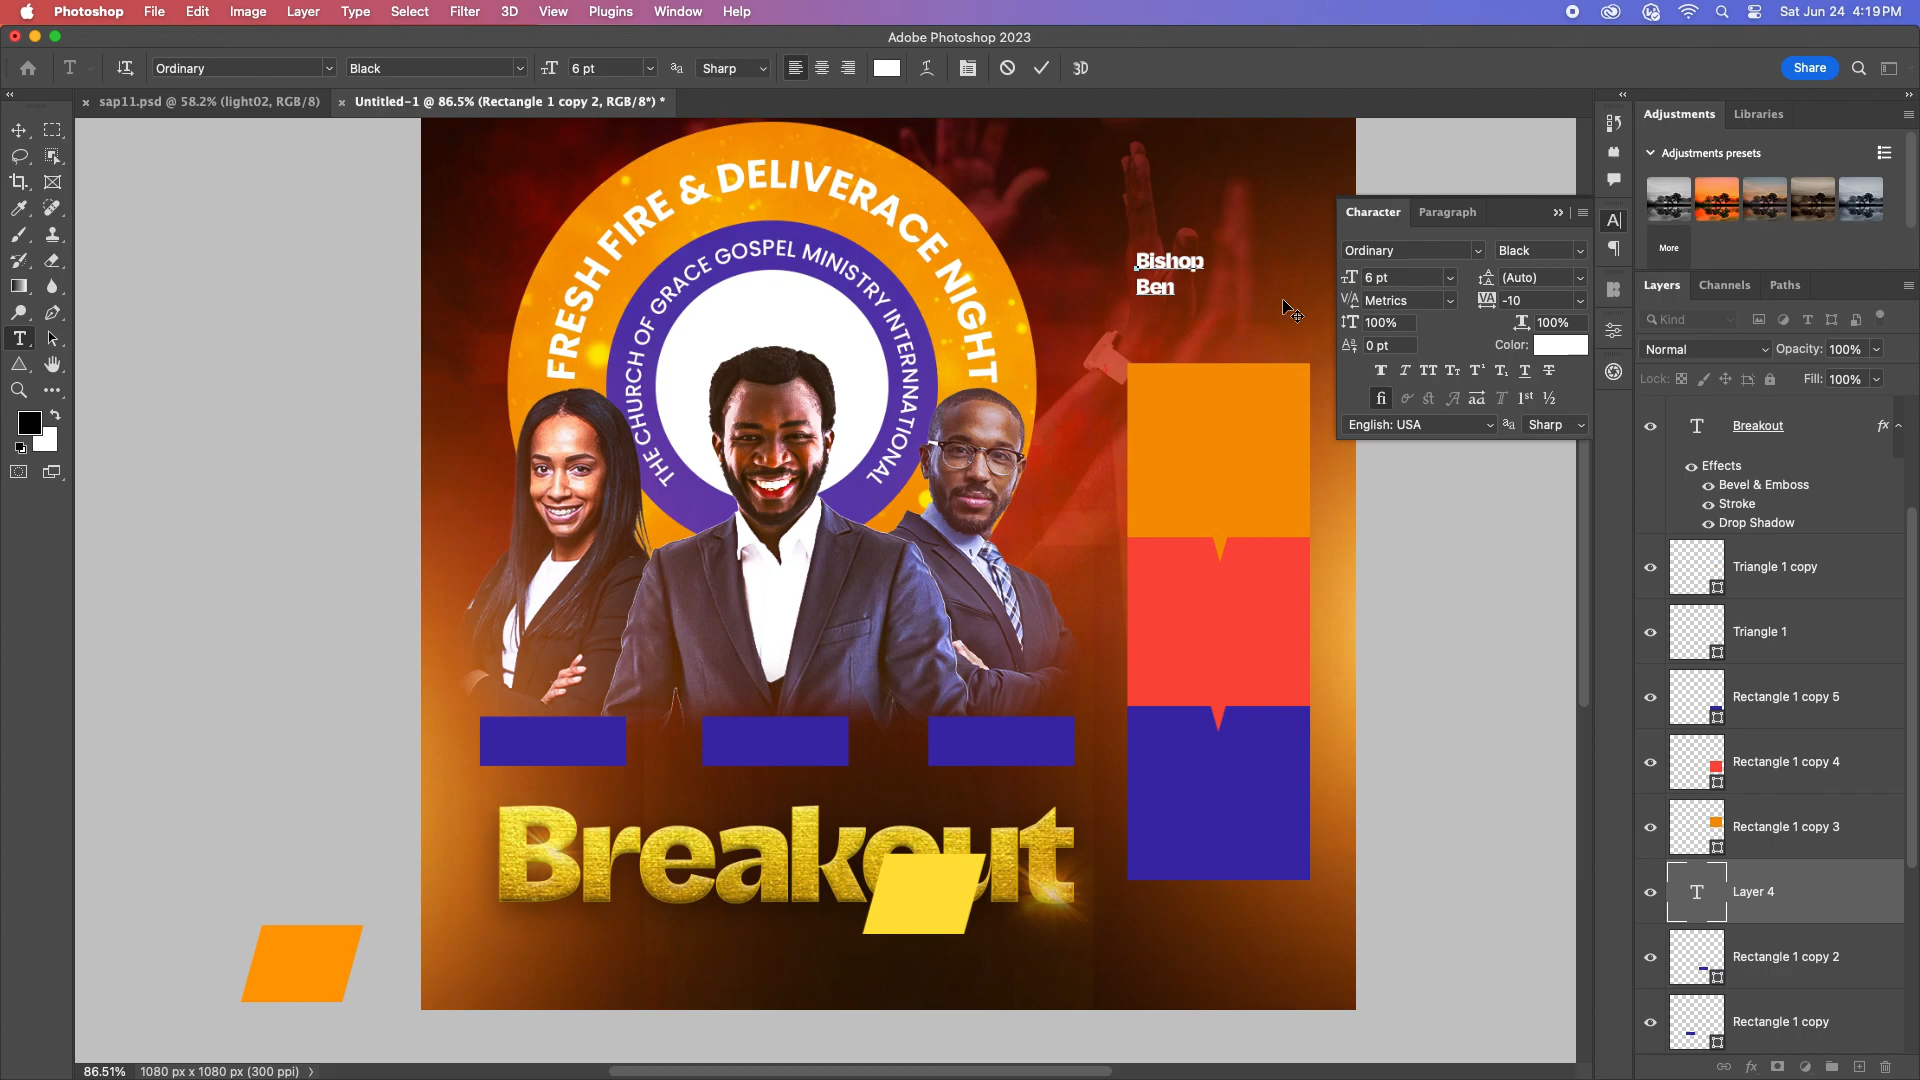 Photoshop File Edit Image Layer Type Select Filter 3D View Plugins Window Help Sat Jun 24 4:19 PM
Adobe Photoshop 2023
Ordinary Black 6 pt Sharp 3D Share
sap11.psd @ 58.2% (light02, RGB/8) Untitled-1 @ 86.5% (Rectangle 1 copy 2, RGB/8*) *
FRESH FIRE & DELIVERACE NIGHT
THE CHURCH OF GRACE GOSPEL MINISTRY INTERNNATIONAL
Bishop
Ben
Breakout
Character Paragraph
Ordinary Black
6 pt (Auto)
Metrics -10
100% 100%
0 pt Color:
English: USA Sharp
Adjustments Libraries
Adjustments presets
More
Layers Channels Paths
Kind
Normal Opacity: 100%
Lock: Fill: 100%
Breakout fx
Effects
Bevel & Emboss
Stroke
Drop Shadow
Triangle 1 copy
Triangle 1
Rectangle 1 copy 5
Rectangle 1 copy 4
Rectangle 1 copy 3
Layer 4
Rectangle 1 copy 2
Rectangle 1 copy
86.51% 1080 px x 1080 px (300 ppi)